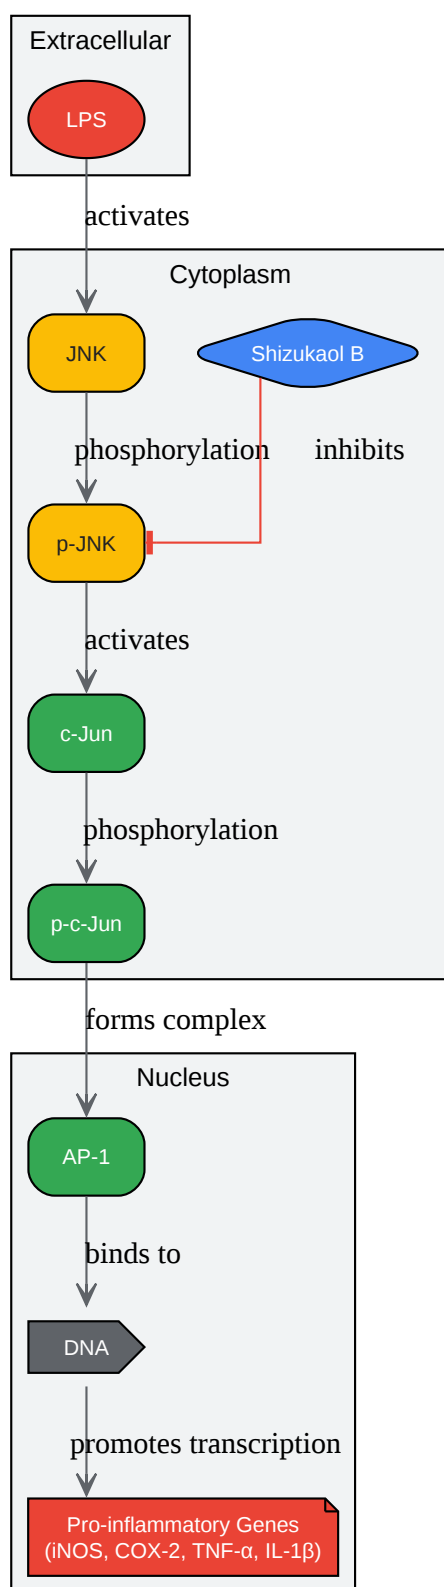 Extracellular
LPS
activates
Cytoplasm
JNK
Shizukaol B
phosphorylation
inhibits
p-JNK
activates
c-Jun
phosphorylation
p-c-Jun
forms complex
Nucleus
AP-1
binds to
DNA
promotes transcription
Pro-inflammatory Genes
(iNOS, COX-2, TNF-α, IL-1β)